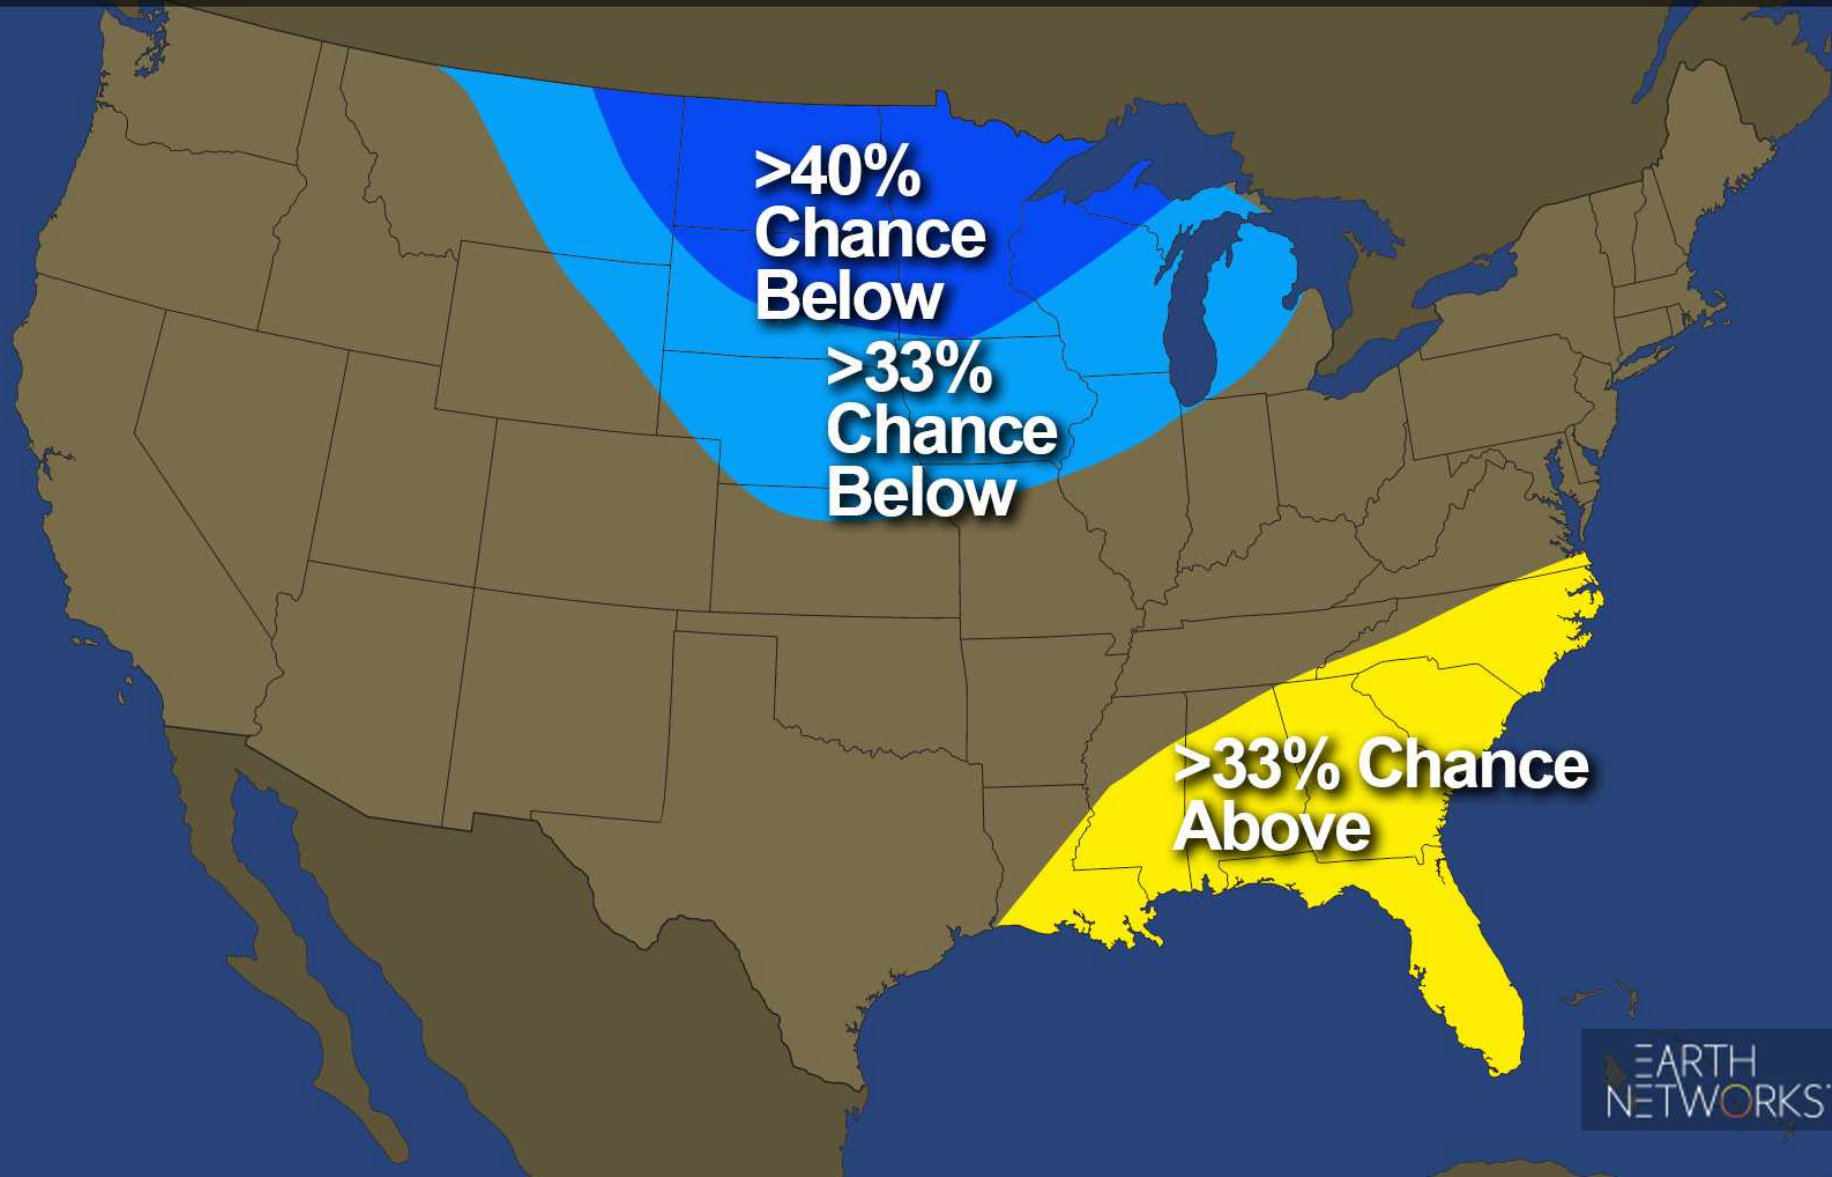 >40%
Chance
Below
>33%
Chance
Below
>33% Chance
Above
EARTH
NETWORKS